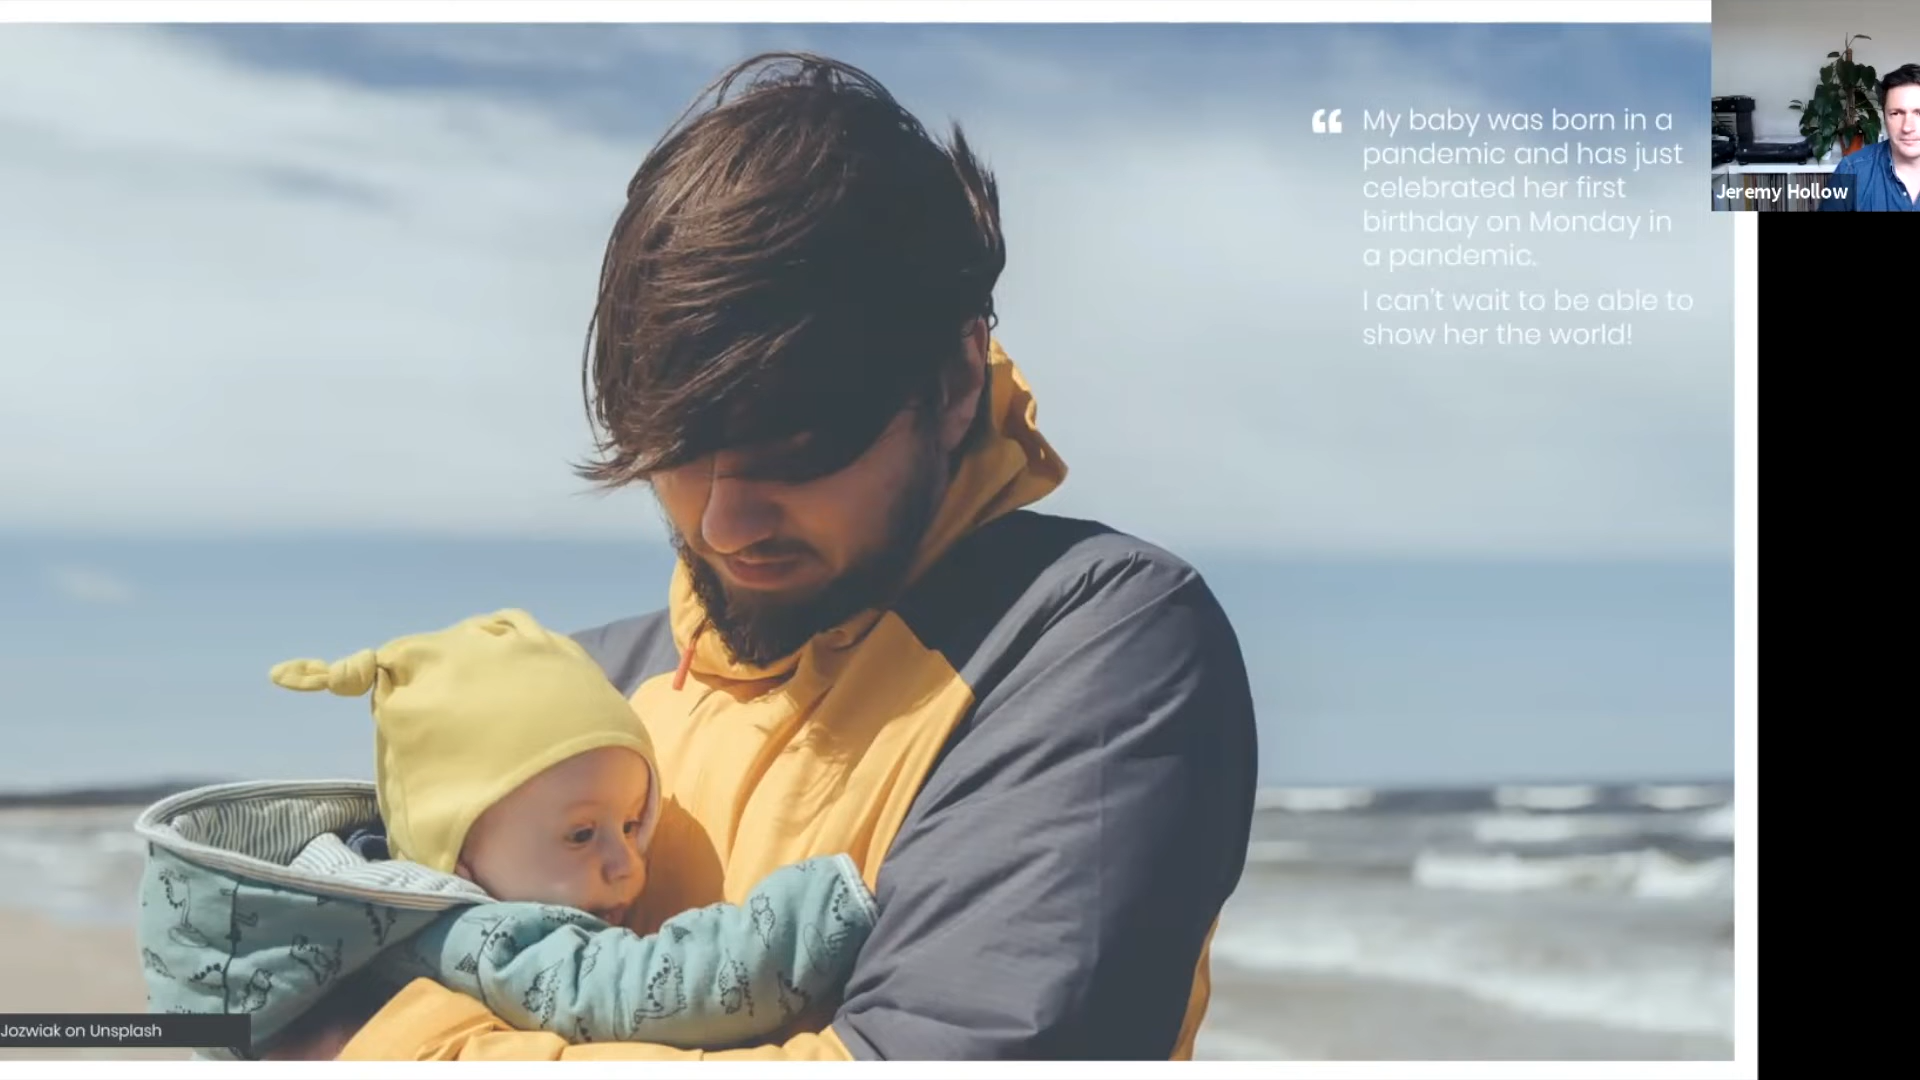 “ My baby was born in a
pandemic and has just
celebrated her first
birthday on Monday in
a pandemic.
I can't wait to be able to
show her the world!
Jeremy Hollow
Jozwiak on Unsplash